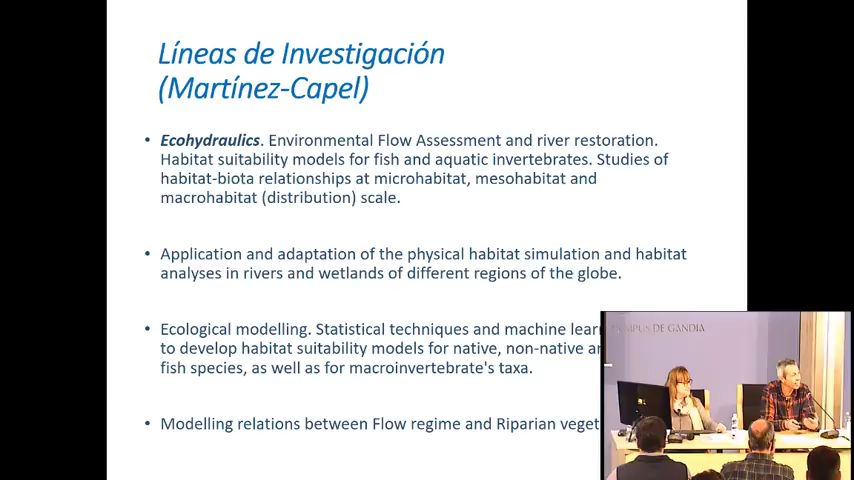 Líneas de Investigación
(Martínez-Capel)
• Ecohydraulics. Environmental Flow Assessment and river restoration.
Habitat suitability models for fish and aquatic invertebrates. Studies of
habitat-biota relationships at microhabitat, mesohabitat and
macrohabitat (distribution) scale.
• Application and adaptation of the physical habitat simulation and habitat
analyses in rivers and wetlands of different regions of the globe.
• Ecological modelling. Statistical techniques and machine learn
to develop habitat suitability models for native, non-native
fish species, as well as for macroinvertebrate's taxa.
• Modelling relations between Flow regime and Riparian veget
CAMPUS DE GANDIA